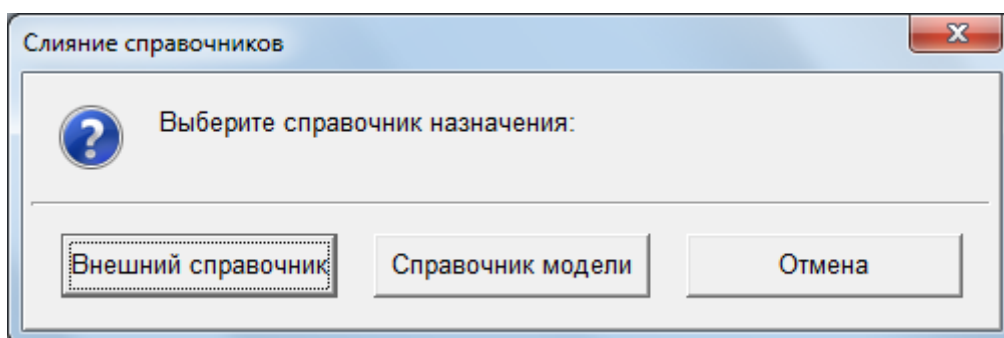 Слияние справочников
Выберите справочник назначения:
Внешний справочник
Справочник модели
Отмена